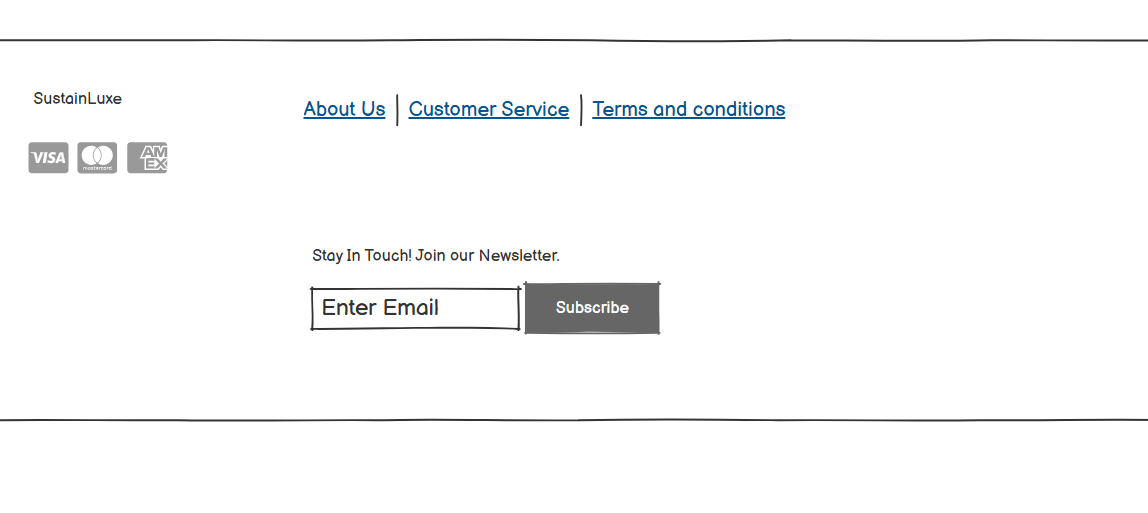 SustainLuxe
About Us | Customer Service | Terms and conditions
VISA mastercard AM EX
Stay In Touch! Join our Newsletter.
Enter Email Subscribe